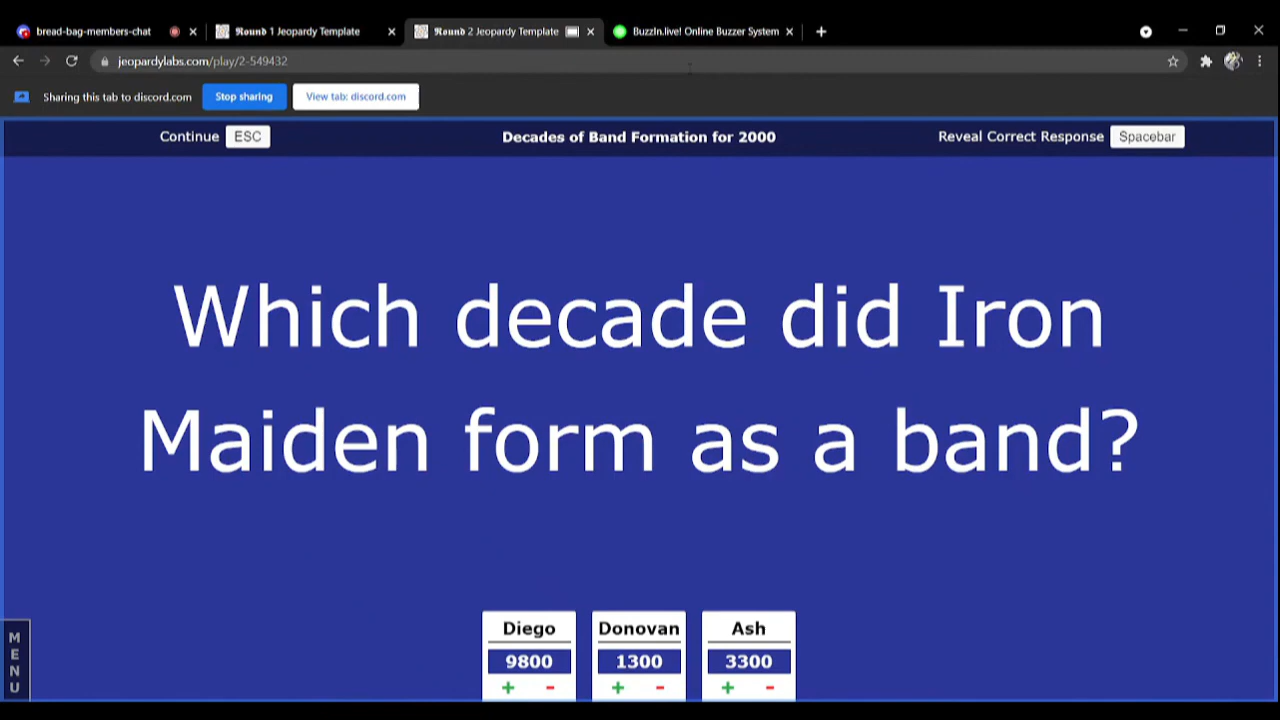 bread-bag-members-chat
𝕽𝖔𝖚𝖓𝖉 1 Jeopardy Template
𝕽𝖔𝖚𝖓𝖉 2 Jeopardy Template
BuzzIn.live! Online Buzzer System
jeopardylabs.com/play/2-549432
Sharing this tab to discord.com
Stop sharing
View tab: discord.com
Continue ESC
Decades of Band Formation for 2000
Reveal Correct Response Spacebar
Which decade did Iron
Maiden form as a band?
MENU
Diego Donovan Ash
9800 1300 3300
+ - + - + -